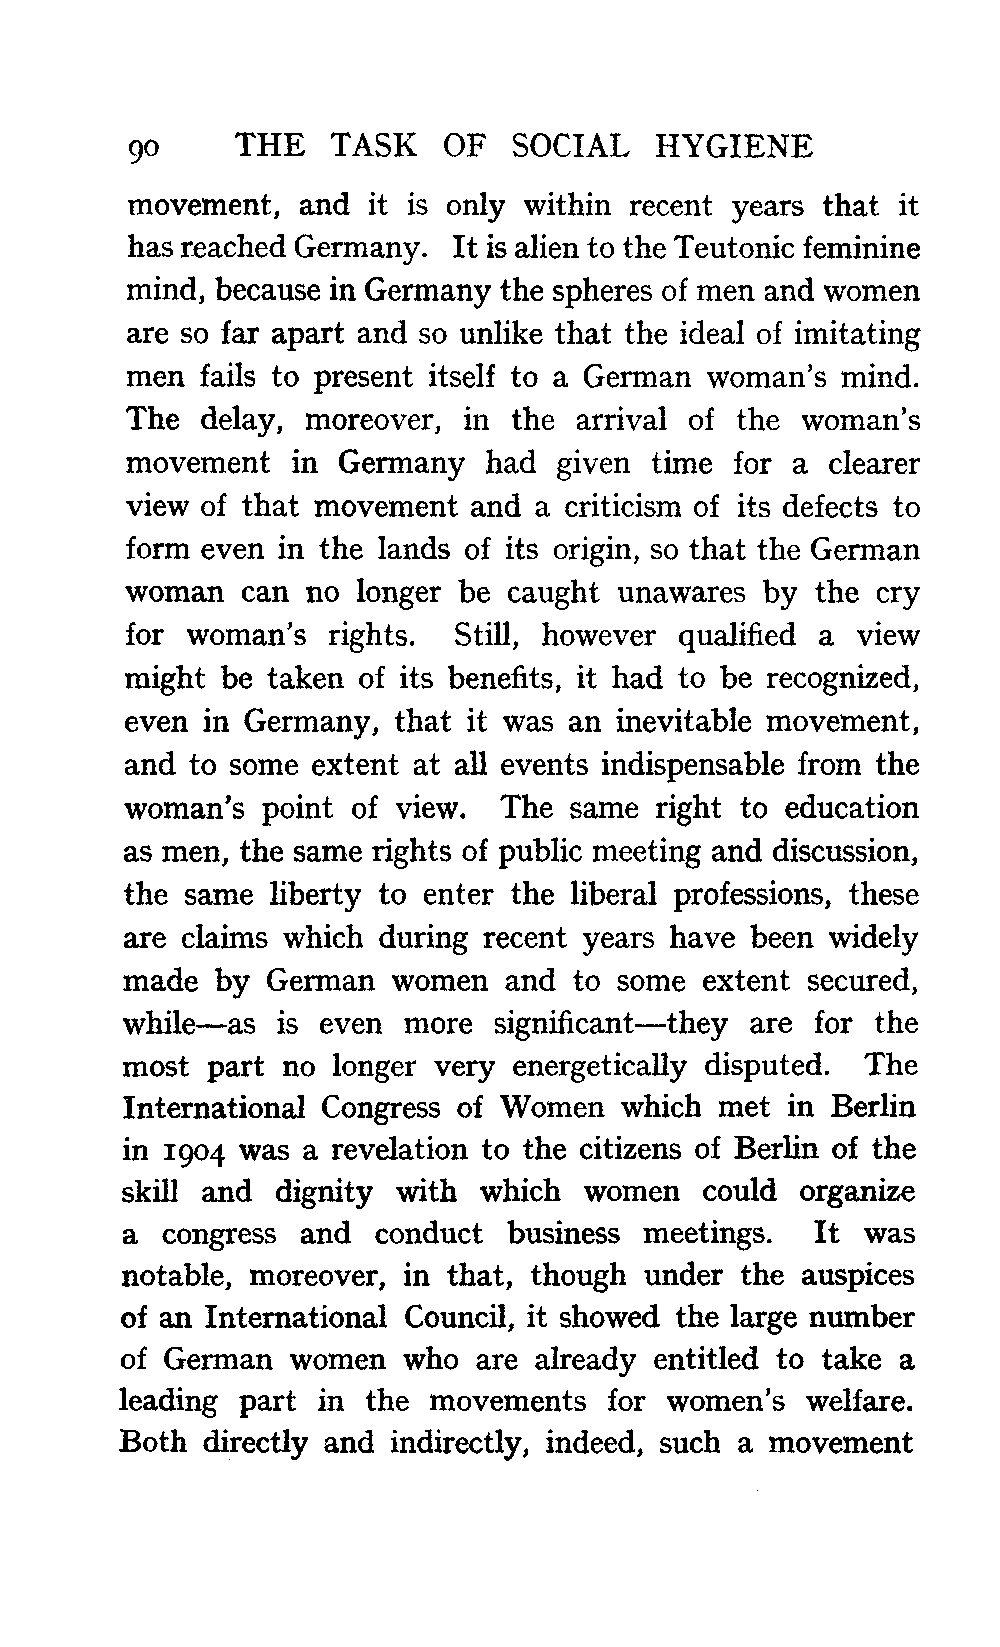 90 THE TASK OF SOCIAL HYGIENE
movement, and it is only within recent years that it
has reached Germany. It is alien to the Teutonic feminine
mind, because in Germany the spheres of men and women
are so far apart and so unlike that the ideal of imitating
men fails to present itself to a German woman's mind.
The delay, moreover, in the arrival of the woman's
movement in Germany had given time for a clearer
view of that movement and a criticism of its defects to
form even in the lands of its origin, so that the German
woman can no longer be caught unawares by the cry
for woman's rights. Still, however qualified a view
might be taken of its benefits, it had to be recognized,
even in Germany, that it was an inevitable movement,
and to some extent at all events indispensable from the
woman's point of view. The same right to education
as men, the same rights of public meeting and discussion,
the same liberty to enter the liberal professions, these
are claims which during recent years have been widely
made by German women and to some extent secured,
while—as is even more significant—they are for the
most part no longer very energetically disputed. The
International Congress of Women which met in Berlin
in 1904 was a revelation to the citizens of Berlin of the
skill and dignity with which women could organize
a congress and conduct business meetings. It was
notable, moreover, in that, though under the auspices
of an International Council, it showed the large number
of German women who are already entitled to take a
leading part in the movements for women's welfare.
Both directly and indirectly, indeed, such a movement